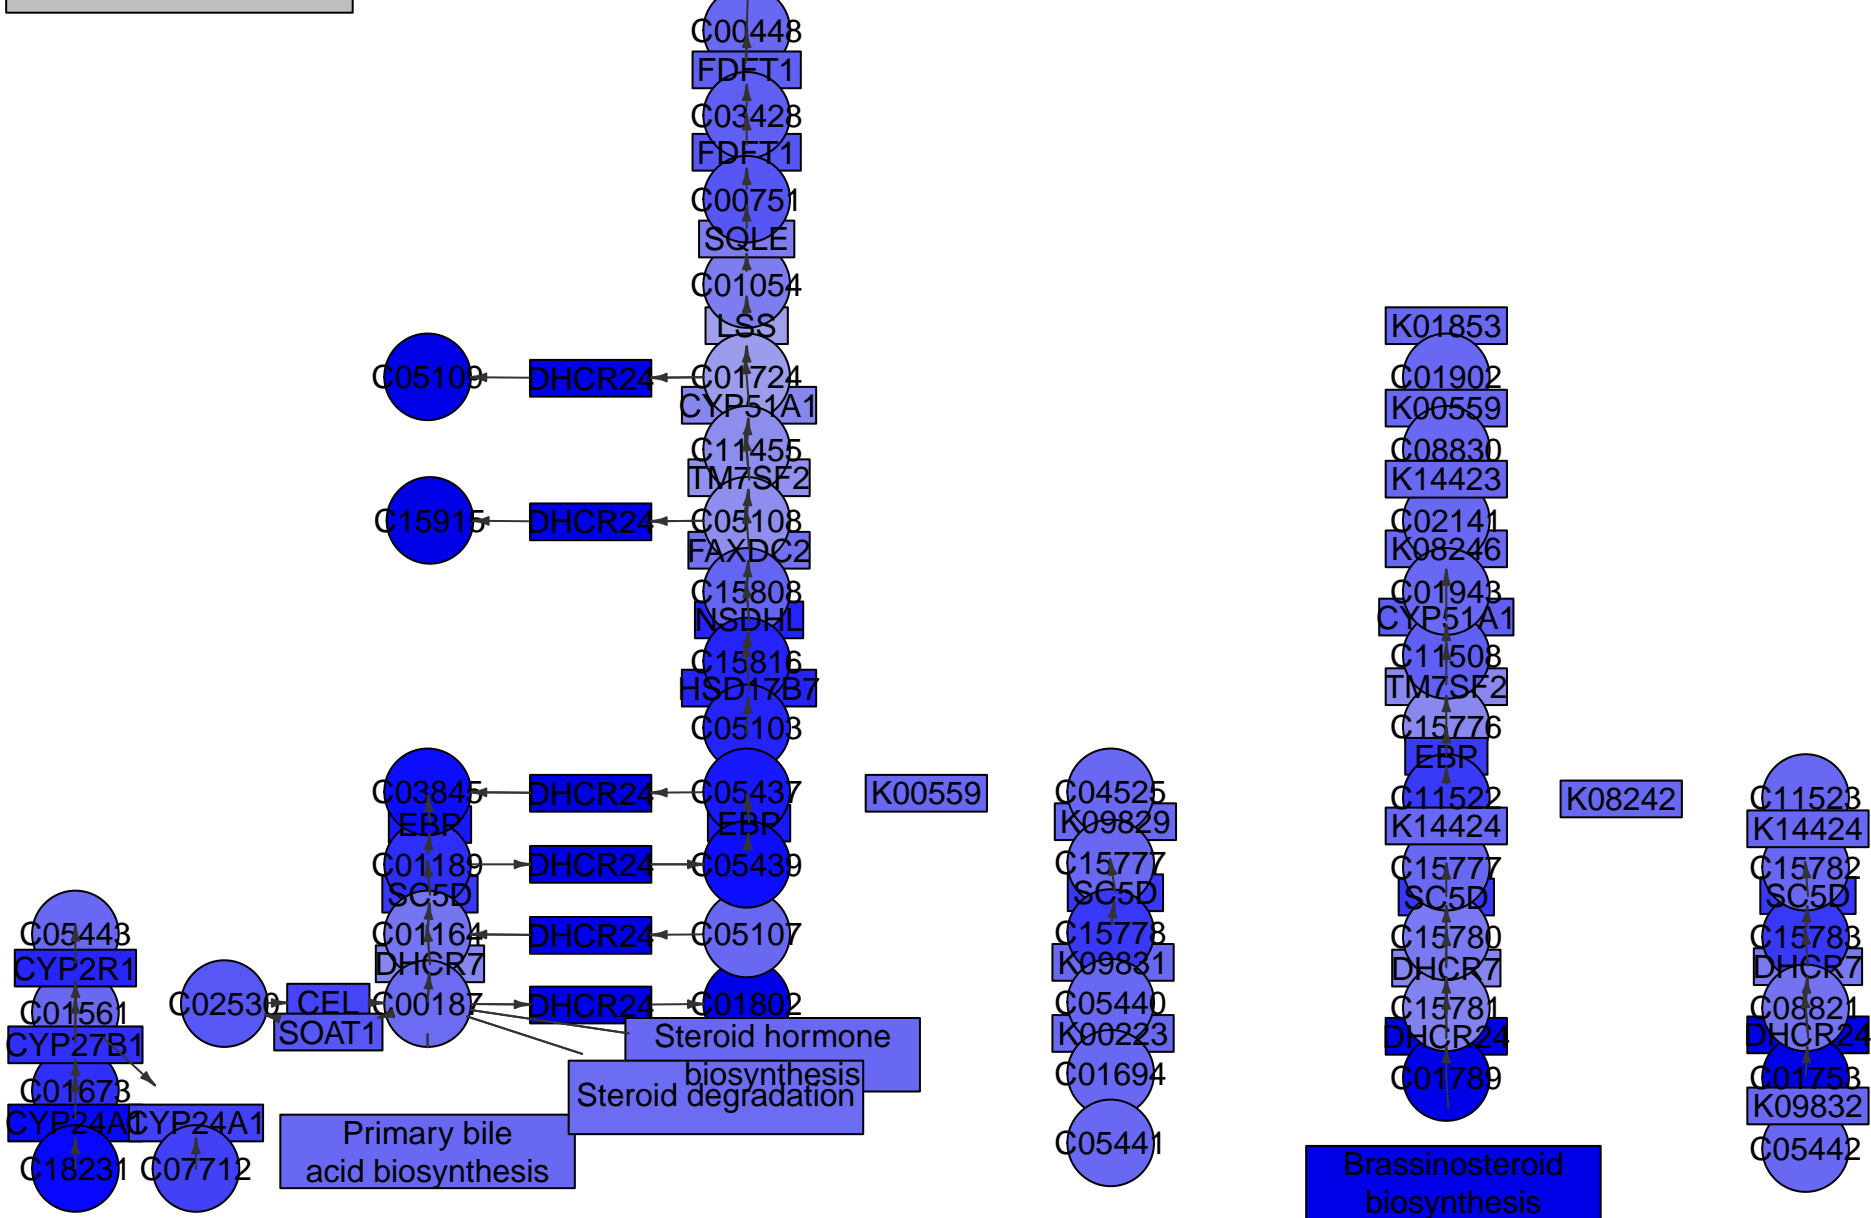 C00448
FDFT1
C03428
FDFT1
C00751
SQLE
C01054
LSS
C05109
DHCR24
C01724
CYP51A1
C11455
TM7SF2
C15915
DHCR24
C05108
FAXDC2
C15808
NSDHL
C15816
HSD17B7
C05103
C03845
DHCR24
C05437
EBP
EBP
C01189
DHCR24
C05439
SC5D
C01164
DHCR24
C05107
DHCR7
C02530
CEL
SOAT1
C00187
DHCR24
C01802
C05443
CYP2R1
C01561
CYP27B1
C01673
CYP24A1
CYP24A1
C18231
C07712
Steroid hormone
biosynthesis
Steroid degradation
Primary bile
acid biosynthesis
K00559
C04525
K09829
C15777
SC5D
C15778
K09831
C05440
K00223
C01694
C05441
K01853
C01902
K00559
C08830
K14423
C02141
K08246
C01943
CYP51A1
C11508
TM7SF2
C15776
EBP
C11522
K14424
C15777
SC5D
C15780
DHCR7
C15781
DHCR24
C01789
Brassinosteroid
biosynthesis
K08242
C11523
K14424
C15782
SC5D
C15783
DHCR7
C08821
DHCR24
C01753
K09832
C05442